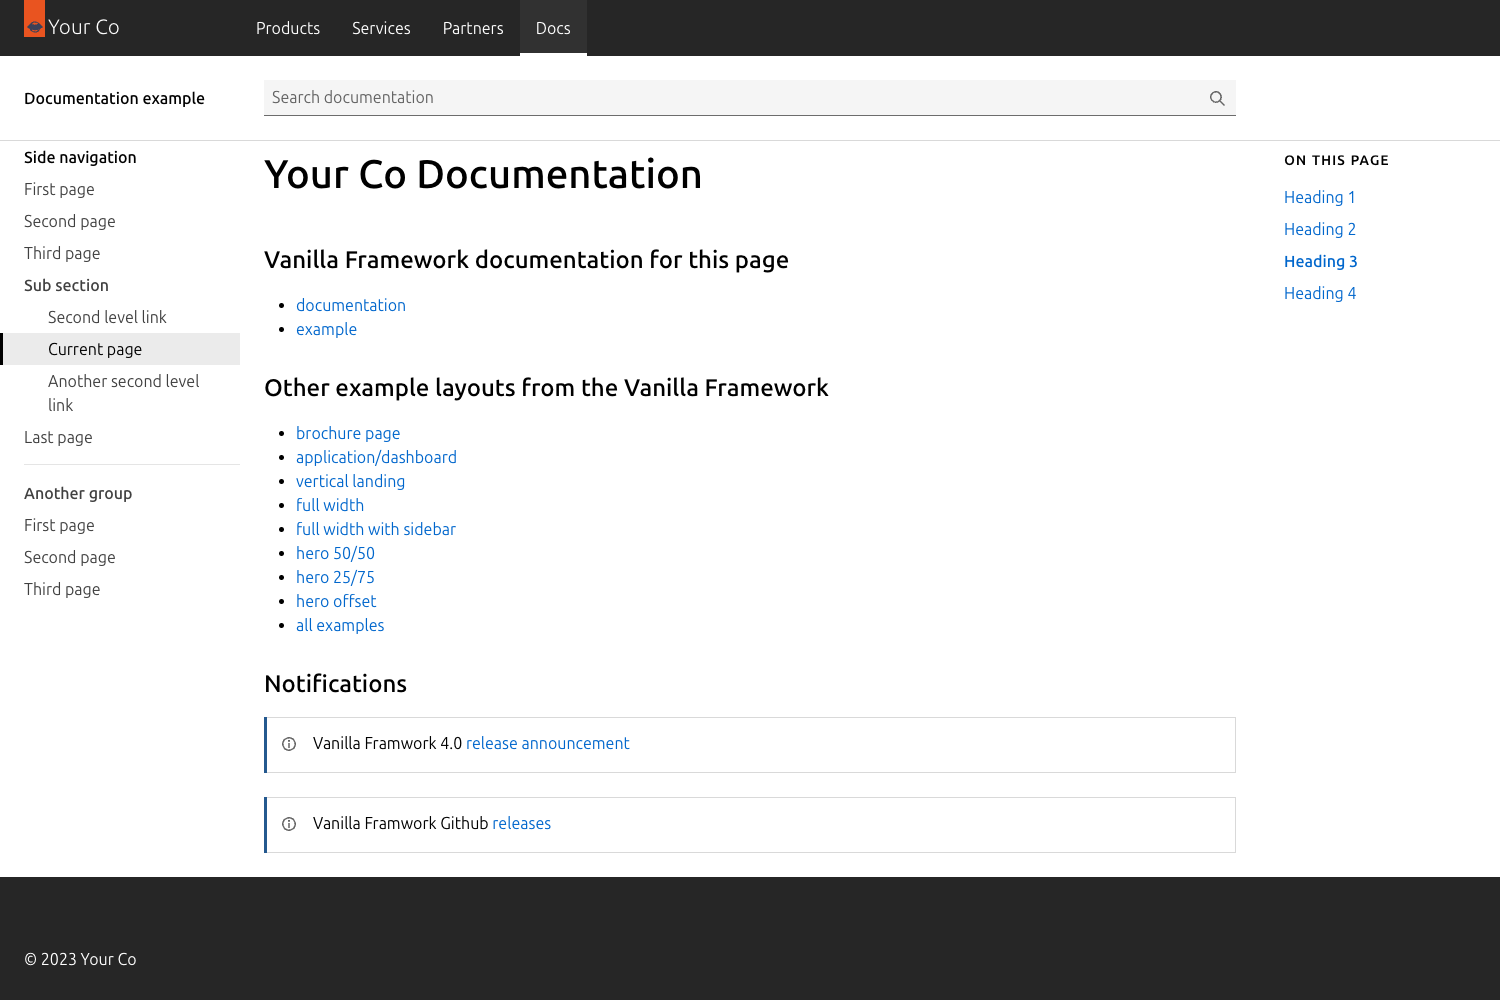 Your Co
Products
Services
Partners
Docs
Documentation example
Search documentation
Side navigation
First page
Second page
Third page
Sub section
Second level link
Current page
Another second level
link
Last page
Another group
First page
Second page
Third page
Your Co Documentation
Vanilla Framework documentation for this page
documentation
example
Other example layouts from the Vanilla Framework
brochure page
application/dashboard
vertical landing
full width
full width with sidebar
hero 50/50
hero 25/75
hero offset
all examples
Notifications
Vanilla Framwork 4.0 release announcement
Vanilla Framwork Github releases
ON THIS PAGE
Heading 1
Heading 2
Heading 3
Heading 4
© 2023 Your Co